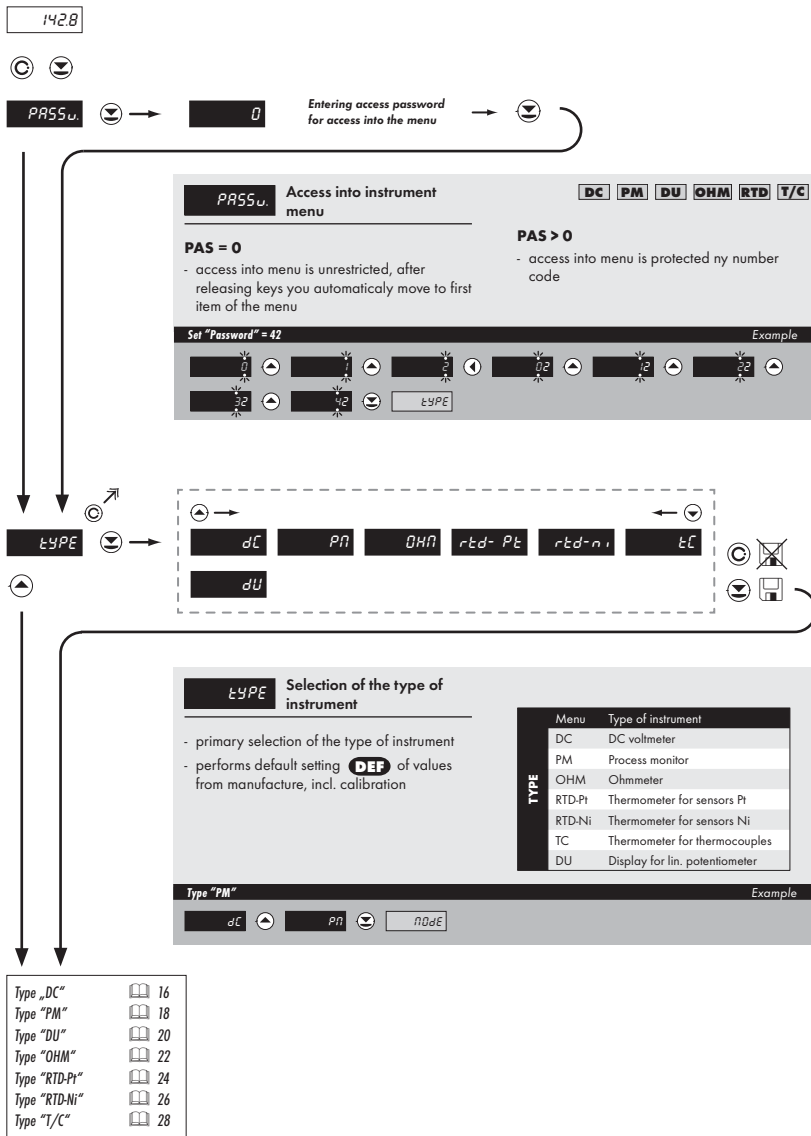 142.8
PASSw.
0
Entering access password
for access into the menu
PASSw.
Access into instrument
menu
DC PM DU OHM RTD T/C
PAS = 0
- access into menu is unrestricted, after
releasing keys you automaticaly move to first
item of the menu
PAS > 0
- access into menu is protected ny number
code
Set "Password" = 42
Example
0 1 2 02 12 22
32 42 tYPE
tYPE
dC PM OHM rtd-Pt rtd-ni tC
dU
tYPE
Selection of the type of
instrument
- primary selection of the type of instrument
- performs default setting DEF of values
from manufacture, incl. calibration
TYPE
Menu Type of instrument
DC DC voltmeter
PM Process monitor
OHM Ohmmeter
RTD-Pt Thermometer for sensors Pt
RTD-Ni Thermometer for sensors Ni
TC Thermometer for thermocouples
DU Display for lin. potentiometer
Type "PM"
Example
dC PM MOdE
Type „DC" 16
Type "PM" 18
Type "DU" 20
Type "OHM" 22
Type "RTD-Pt" 24
Type "RTD-Ni" 26
Type "T/C" 28